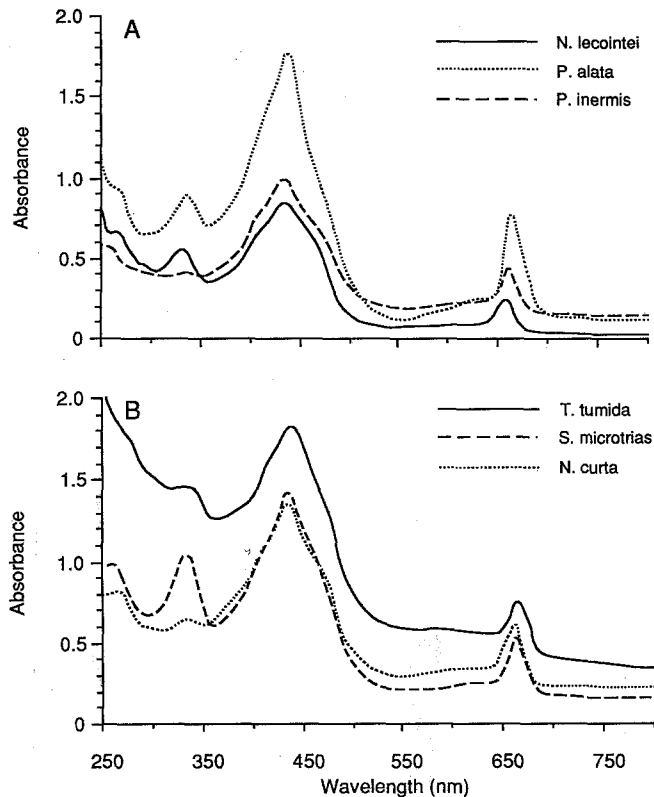 A
N. lecointei
P. alata
P. inermis
Absorbance
2.0
1.5
1.0
0.5
0
B
T. tumida
S. microtrias
N. curta
Absorbance
2.0
1.5
1.0
0.5
0
250 350 450 550 650 750
Wavelength (nm)